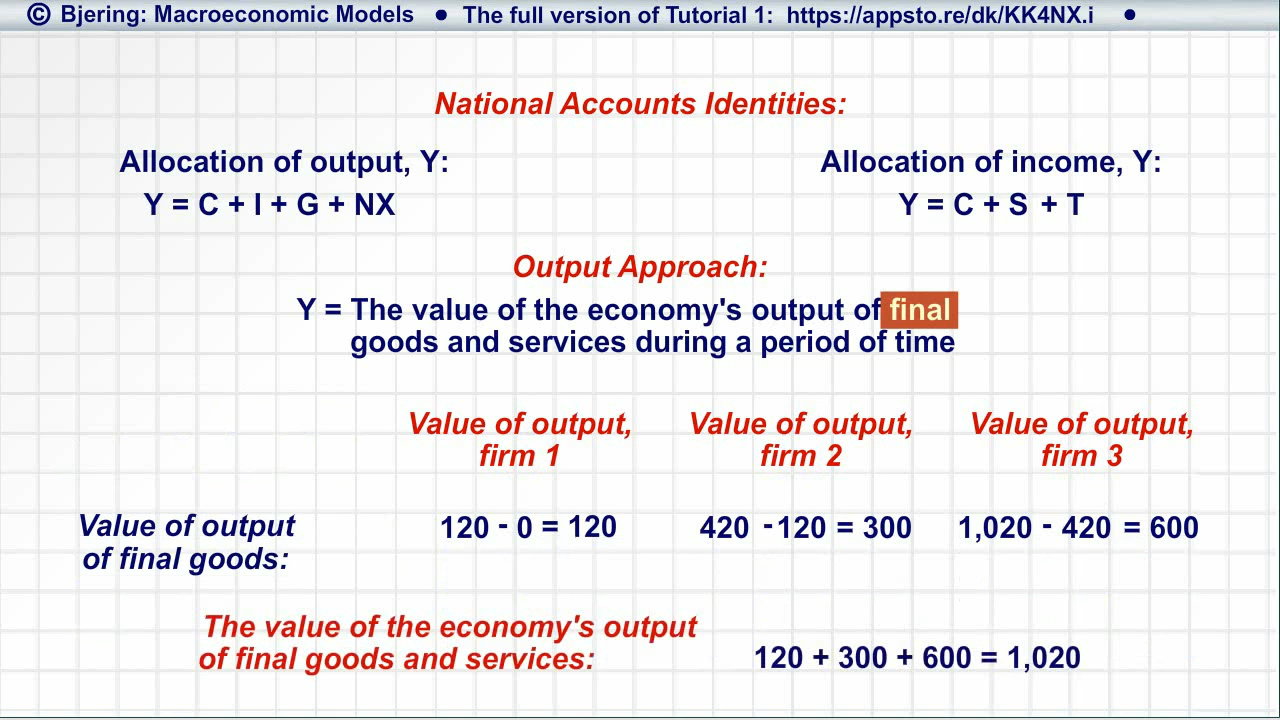 © Bjering: Macroeconomic Models • The full version of Tutorial 1: https://appsto.re/dk/KK4NX.i •
National Accounts Identities:
Allocation of output, Y: Allocation of income, Y:
Y = C + I + G + NX Y = C + S + T
Output Approach:
Y = The value of the economy's output of final
goods and services during a period of time
Value of output, Value of output, Value of output,
firm 1 firm 2 firm 3
Value of output 120 - 0 = 120 420 - 120 = 300 1,020 - 420 = 600
of final goods:
The value of the economy's output
of final goods and services: 120 + 300 + 600 = 1,020